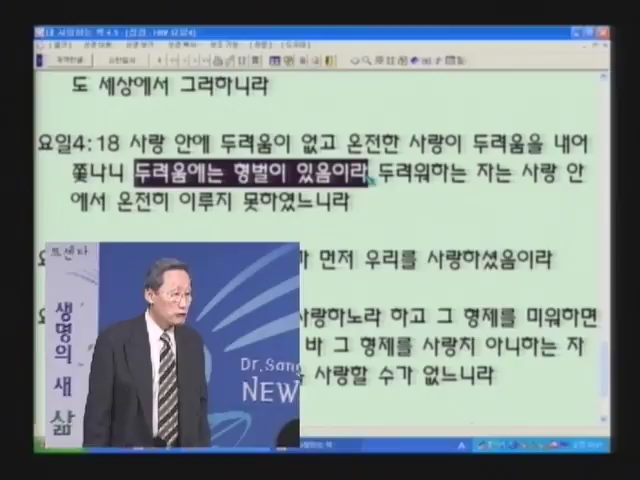 도 세상에서 그러하니라
요일4:18 사랑 안에 두려움이 없고 온전한 사랑이 두려움을 내어
쫓나니 두려움에는 형벌이 있음이라 두려워하는 자는 사랑 안
에서 온전히 이루지 못하였느니라
먼저 우리를 사랑하셨음이라
사랑하노라 하고 그 형제를 미워하면
바 그 형제를 사랑치 아니하는 자
사랑할 수가 없느니라
생명의 새 삶
Dr.Sang
NEW